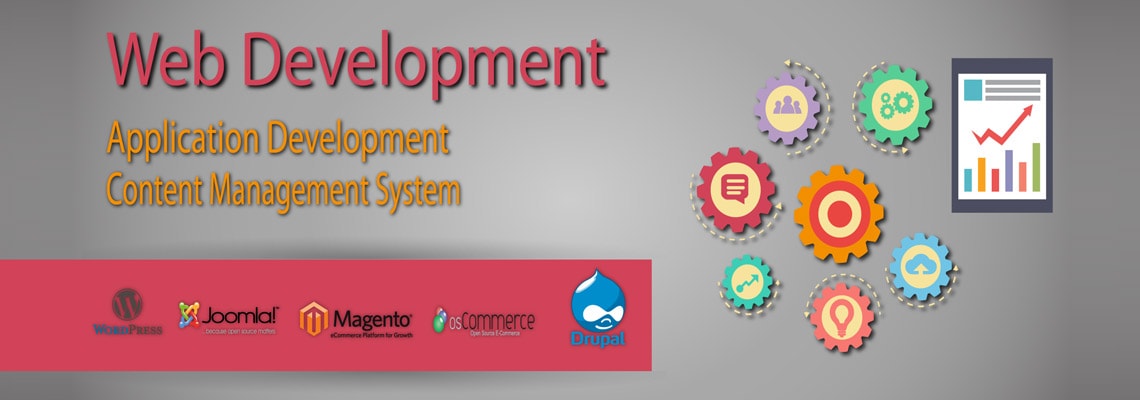 Web Development
Application Development
Content Management System
WORDPRESS
Joomla!®
...because open source matters
Magento®
eCommerce Platform for Growth
osCommerce
Open Source E-Commerce
Drupal